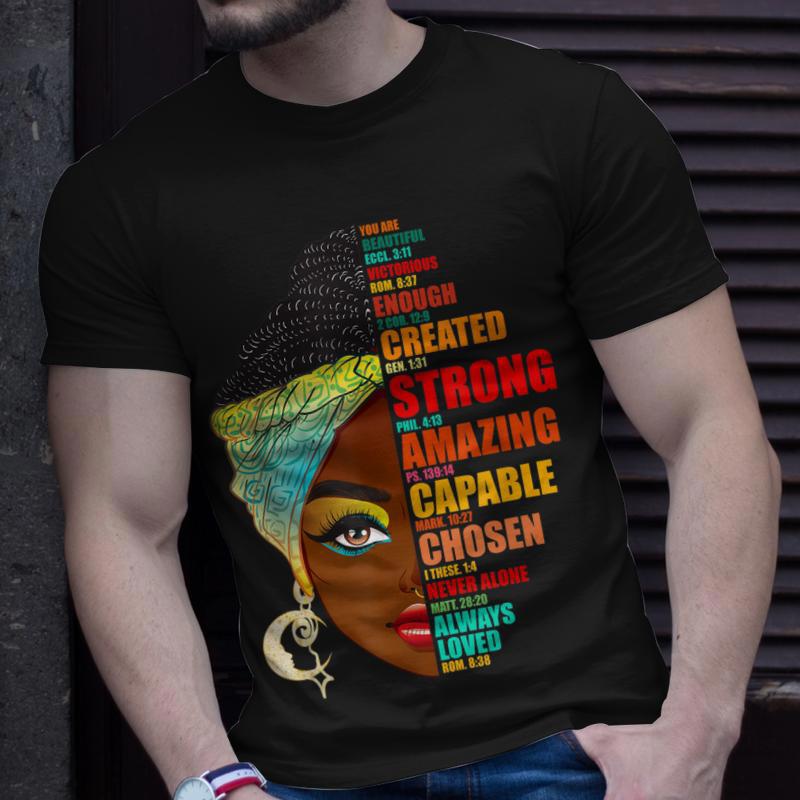 YOU ARE
BEAUTIFUL
ECCL. 3:11
VICTORIOUS
ROM. 8:37
ENOUGH
2 COR. 12:9
CREATED
GEN. 1:31
STRONG
PHIL. 4:13
AMAZING
PS. 139:14
CAPABLE
MARK. 10:27
CHOSEN
I THESE. 1:4
NEVER ALONE
MATT. 28:20
ALWAYS
LOVED
ROM. 8:38